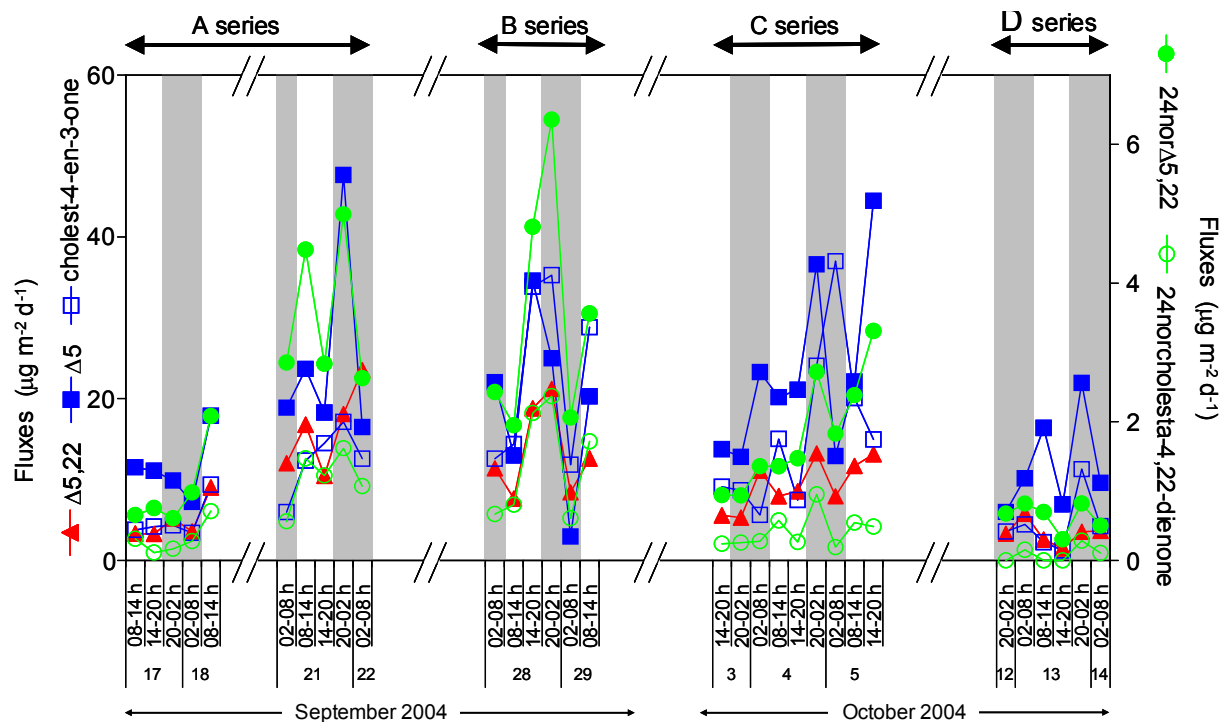 A series
B series
C series
D series
Fluxes (µg m-2 d-1)
Δ5,22
Δ5
cholest-4-en-3-one
60
40
20
0
6
4
2
0
24norΔ5,22
24norcholesta-4,22-dienone
Fluxes (µg m-2 d-1)
08-14 h
14-20 h
20-02 h
02-08 h
08-14 h
02-08 h
08-14 h
14-20 h
20-02 h
02-08 h
02-08 h
08-14 h
14-20 h
20-02 h
02-08 h
08-14 h
14-20 h
20-02 h
02-08 h
08-14 h
14-20 h
20-02 h
02-08 h
08-14 h
14-20 h
20-02 h
02-08 h
08-14 h
14-20 h
20-02 h
02-08 h
17 18 21 22 28 29 3 4 5 12 13 14
September 2004
October 2004